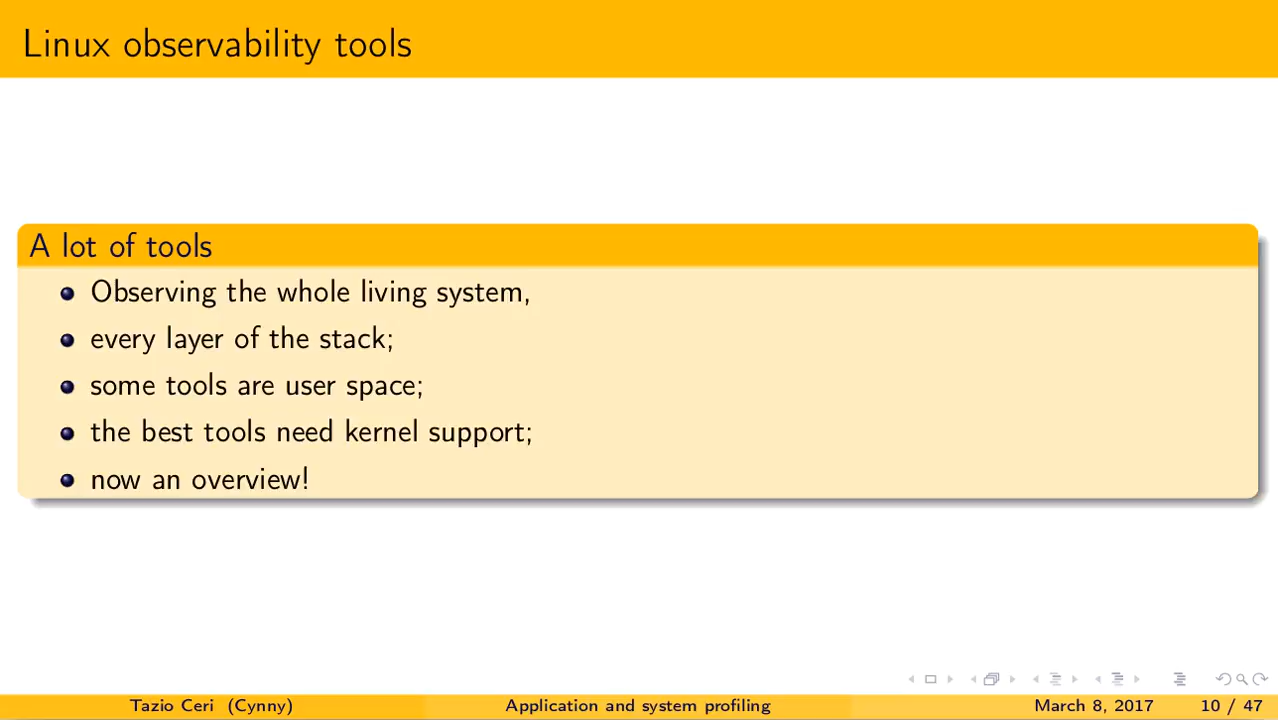 Linux observability tools
A lot of tools
Observing the whole living system,
every layer of the stack;
some tools are user space;
the best tools need kernel support;
now an overview!
Tazio Ceri (Cynny) Application and system profiling March 8, 2017 10 / 47